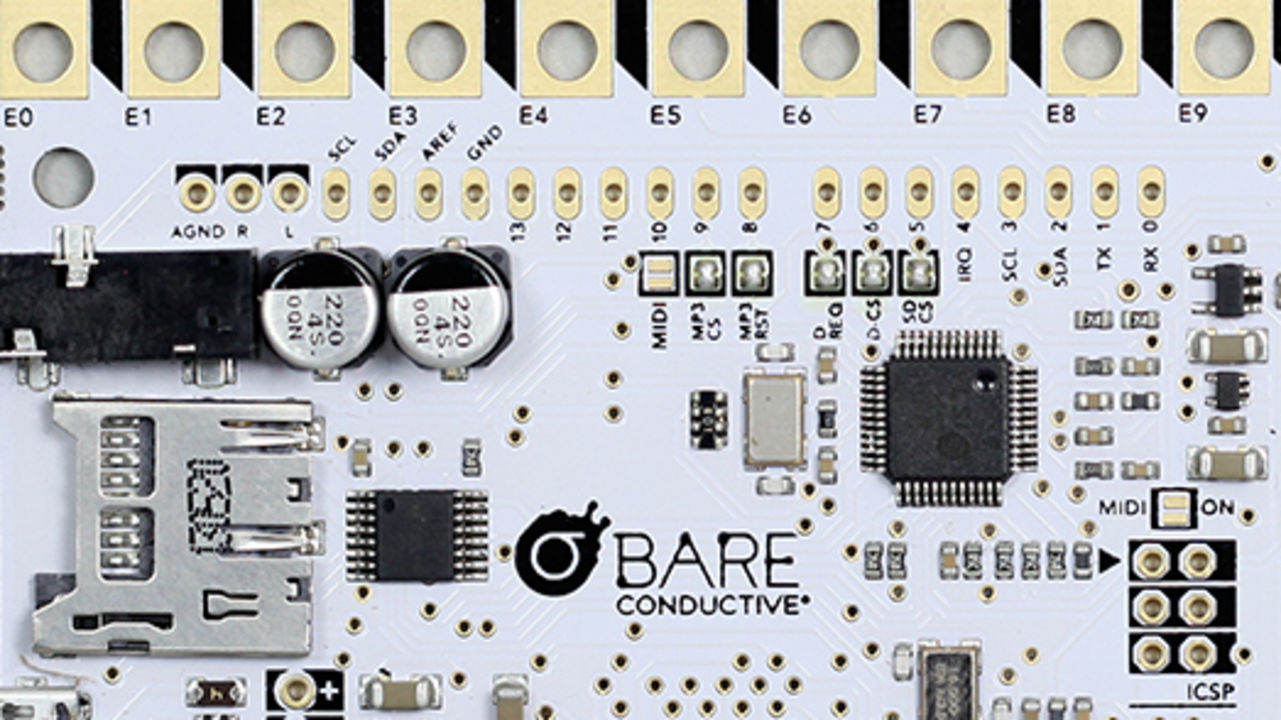 E0 E1 E2 E3 E4 E5 E6 E7 E8 E9
SCL SDA AREF GND
AGND R L 13 12 11 10 9 8 7 6 5 IRQ 4 SCL 3 SDA 2 TX 1 RX 0
MIDI
MP3 CS
MP3 RST
D REQ
D-CS
SD CS
220
4S.
0QN
220
4S.
0QN
MIDI ON
BARE
CONDUCTIVE
+
ICSP